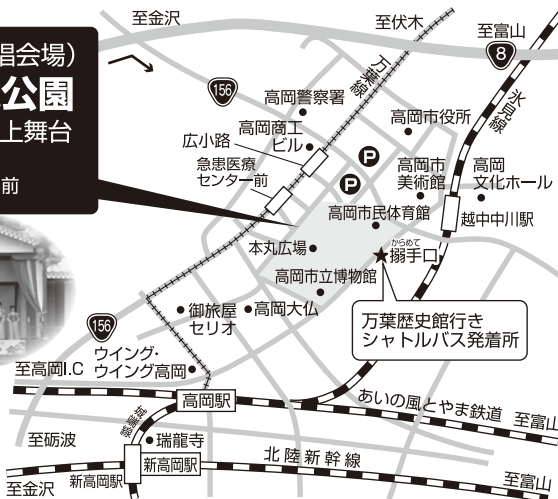 唱会場)
公園
上舞台
前
至金沢
至伏木
至富山
8
156
万葉線
氷見線
高岡警察署
高岡商工
ビル
広小路
急患医療
センター前
高岡市役所
P
P
高岡市
美術館
高岡
文化ホール
高岡市民体育館
越中中川駅
本丸広場
からめて
搦手口
高岡市立博物館
御旅屋
セリオ
高岡大仏
万葉歴史館行き
シャトルバス発着所
156
至高岡I.C
ウイング・
ウイング高岡
高岡駅
あいの風とやま鉄道
至富山
城端線
至砺波
瑞龍寺
新高岡駅
新高岡駅
北陸新幹線
至金沢
至富山